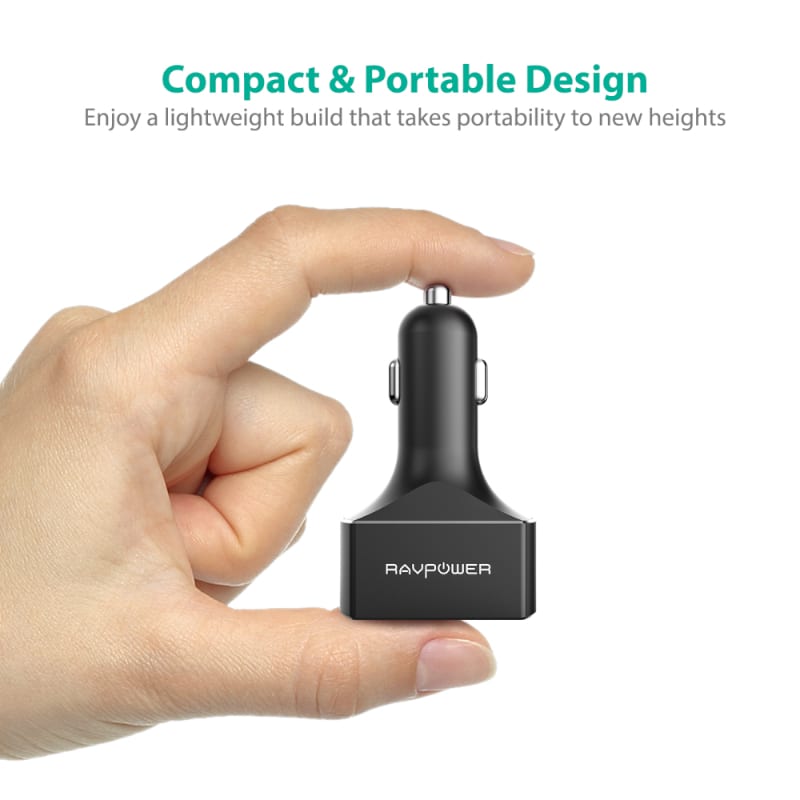 Compact & Portable Design
Enjoy a lightweight build that takes portability to new heights
RAVPOWER